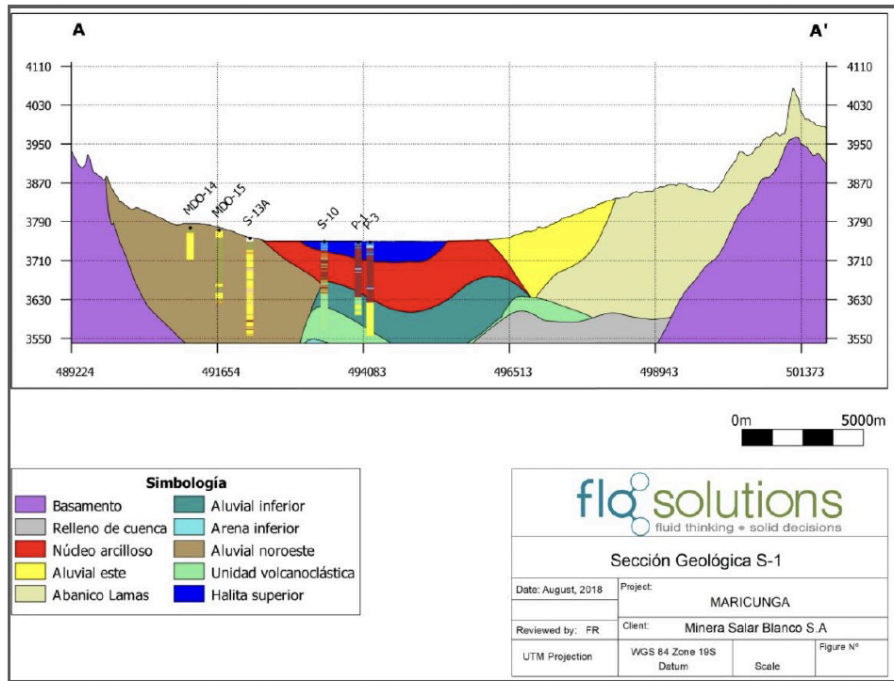 A
A'
4110
4110
4030
4030
3950
3950
3870
3870
3790
3790
3710
3710
3630
3630
3550
3550
MDO-14
MDO-15
S-13A
S-10
P-1
P-3
489224
491654
494083
496513
498943
501373
0m
5000m
Simbología
Basamento
Aluvial inferior
Relleno de cuenca
Arena inferior
Núcleo arcilloso
Aluvial noroeste
Aluvial este
Unidad volcanoclástica
Abanico Lamas
Halita superior
flo solutions
fluid thinking • solid decisions
Sección Geológica S-1
Date: August, 2018
Project:
MARICUNGA
Reviewed by: FR
Client: Minera Salar Blanco S.A
UTM Projection
WGS 84 Zone 19S
Datum
Scale
Figure Nº